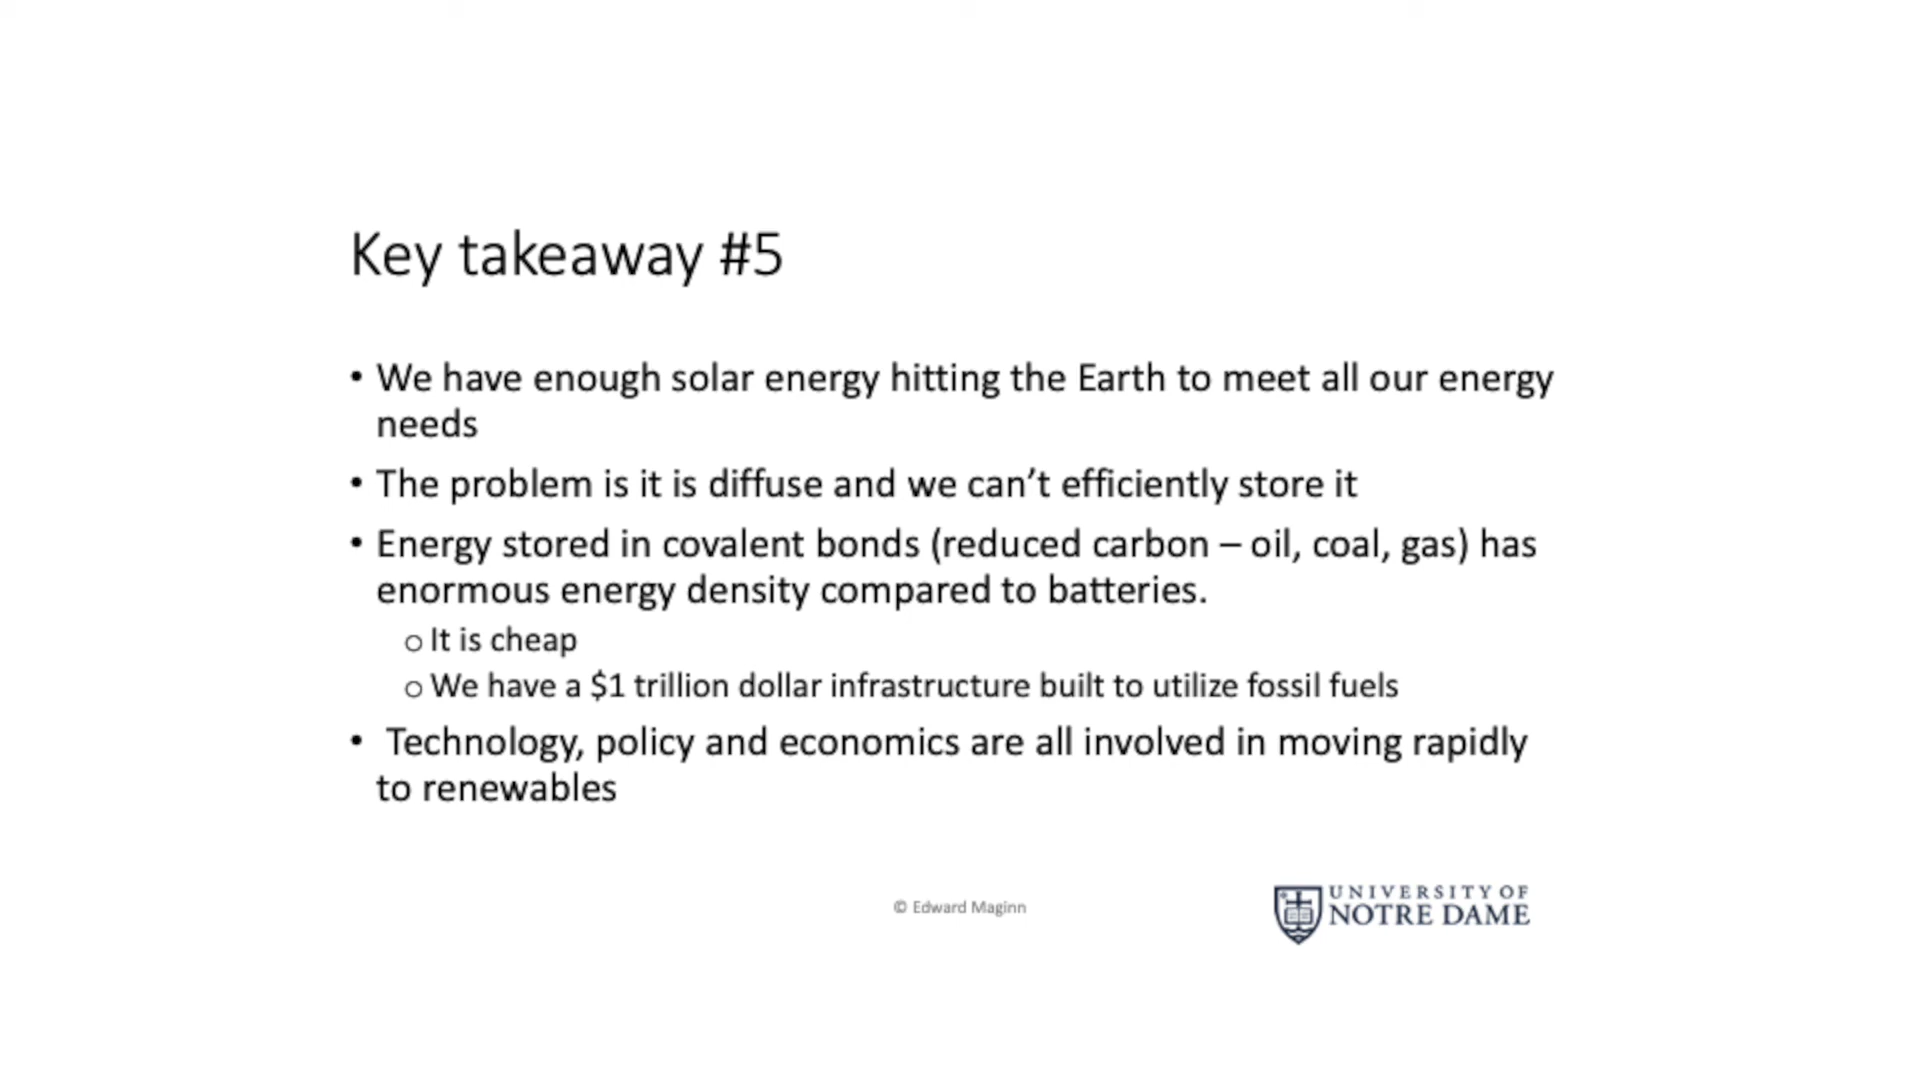 Key takeaway #5
• We have enough solar energy hitting the Earth to meet all our energy
needs
• The problem is it is diffuse and we can’t efficiently store it
• Energy stored in covalent bonds (reduced carbon – oil, coal, gas) has
enormous energy density compared to batteries.
o It is cheap
o We have a $1 trillion dollar infrastructure built to utilize fossil fuels
• Technology, policy and economics are all involved in moving rapidly
to renewables
© Edward Maginn
UNIVERSITY OF
NOTRE DAME